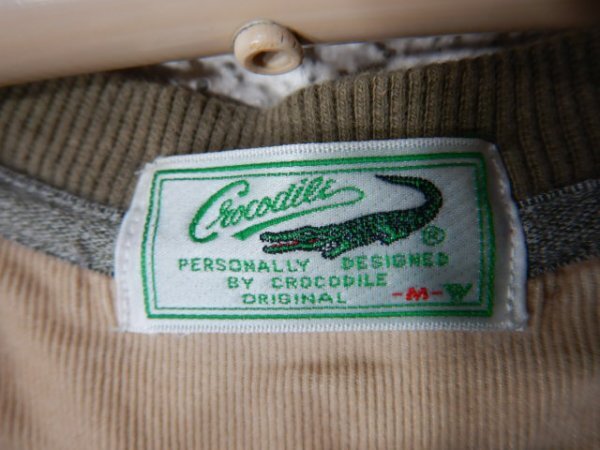 Crocodile
®
PERSONALLY DESIGNED
BY CROCODILE
ORIGINAL -M-